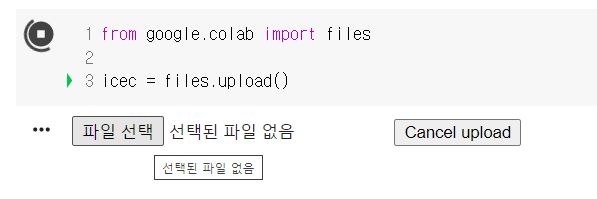 1 from google.colab import files
2
3 icec = files.upload()
파일 선택 선택된 파일 없음 Cancel upload
선택된 파일 없음